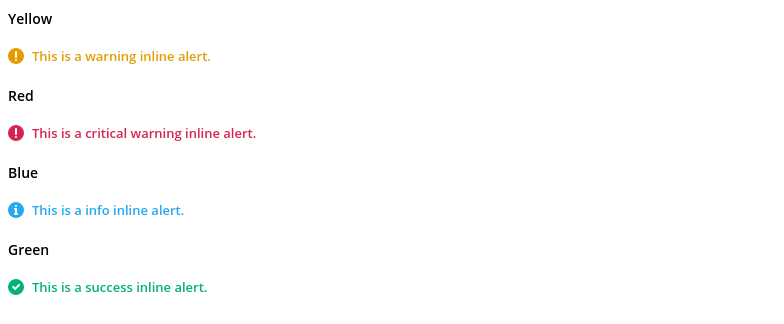 Yellow
This is a warning inline alert.
Red
This is a critical warning inline alert.
Blue
This is a info inline alert.
Green
This is a success inline alert.